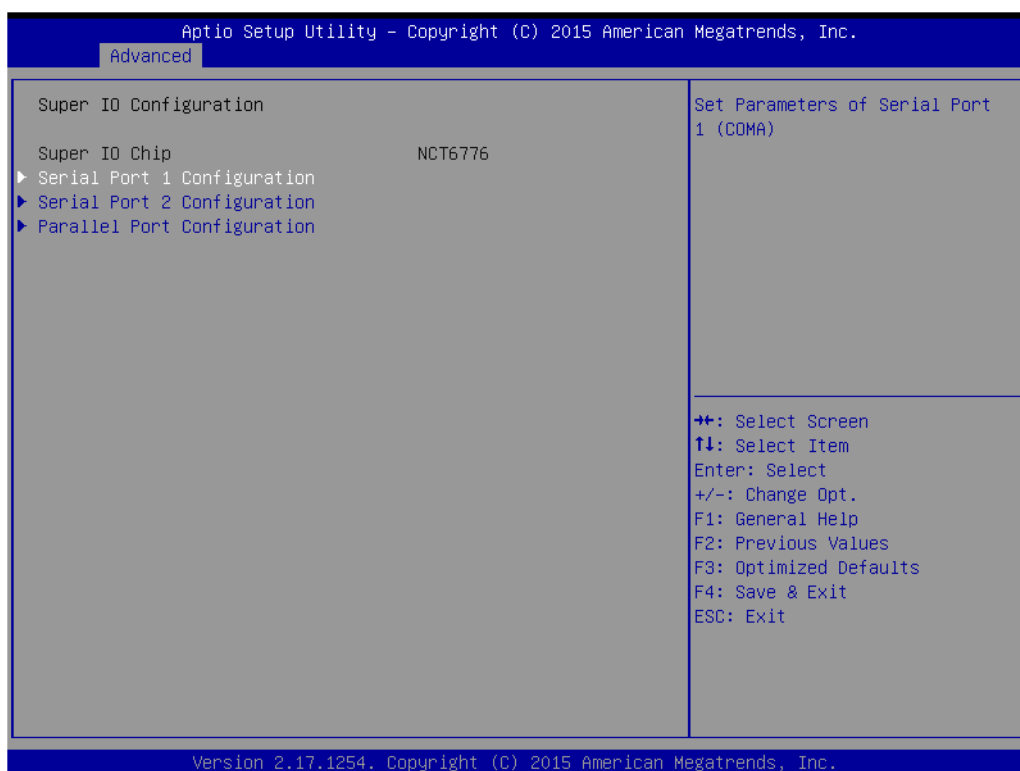 Aptio Setup Utility – Copyright (C) 2015 American Megatrends, Inc.
Advanced
Super IO Configuration
Super IO Chip NCT6776
▶ Serial Port 1 Configuration
▶ Serial Port 2 Configuration
▶ Parallel Port Configuration
Set Parameters of Serial Port
1 (COMA)
→←: Select Screen
↑↓: Select Item
Enter: Select
+/-: Change Opt.
F1: General Help
F2: Previous Values
F3: Optimized Defaults
F4: Save & Exit
ESC: Exit
Version 2.17.1254. Copyright (C) 2015 American Megatrends, Inc.